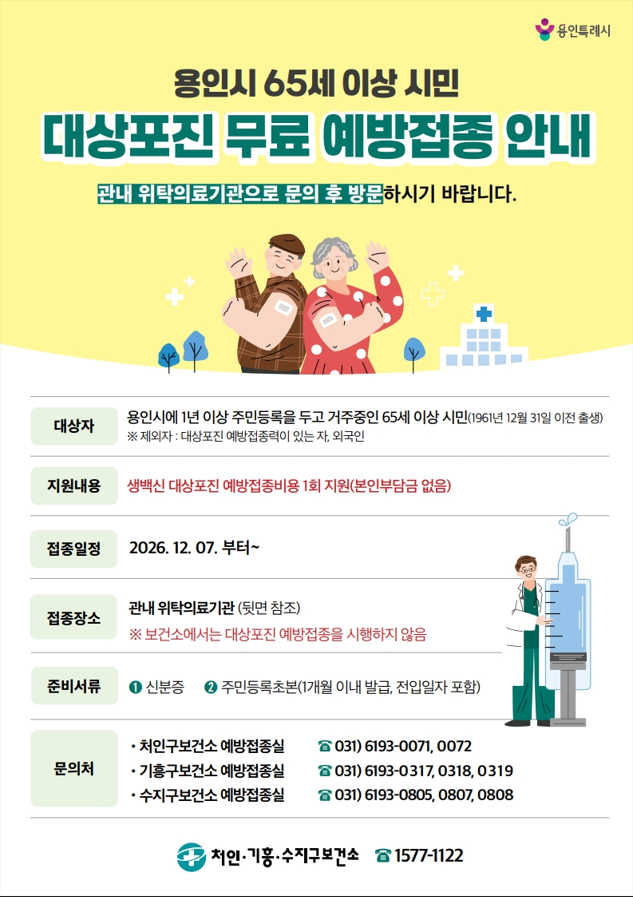 용인특례시
용인시 65세 이상 시민
대상포진 무료 예방접종 안내
관내 위탁의료기관으로 문의 후 방문하시기 바랍니다.
대상자
용인시에 1년 이상 주민등록을 두고 거주중인 65세 이상 시민(1961년 12월 31일 이전 출생)
※ 제외자 : 대상포진 예방접종력이 있는 자, 외국인
지원내용
생백신 대상포진 예방접종비용 1회 지원(본인부담금 없음)
접종일정
2026. 12. 07. 부터~
접종장소
관내 위탁의료기관 (뒷면 참조)
※ 보건소에서는 대상포진 예방접종을 시행하지 않음
준비서류
❶ 신분증 ❷ 주민등록초본(1개월 이내 발급, 전입일자 포함)
문의처
· 처인구보건소 예방접종실 ☎ 031) 6193-0071, 0072
· 기흥구보건소 예방접종실 ☎ 031) 6193-0317, 0318, 0319
· 수지구보건소 예방접종실 ☎ 031) 6193-0805, 0807, 0808
처인·기흥·수지구보건소 ☎ 1577-1122